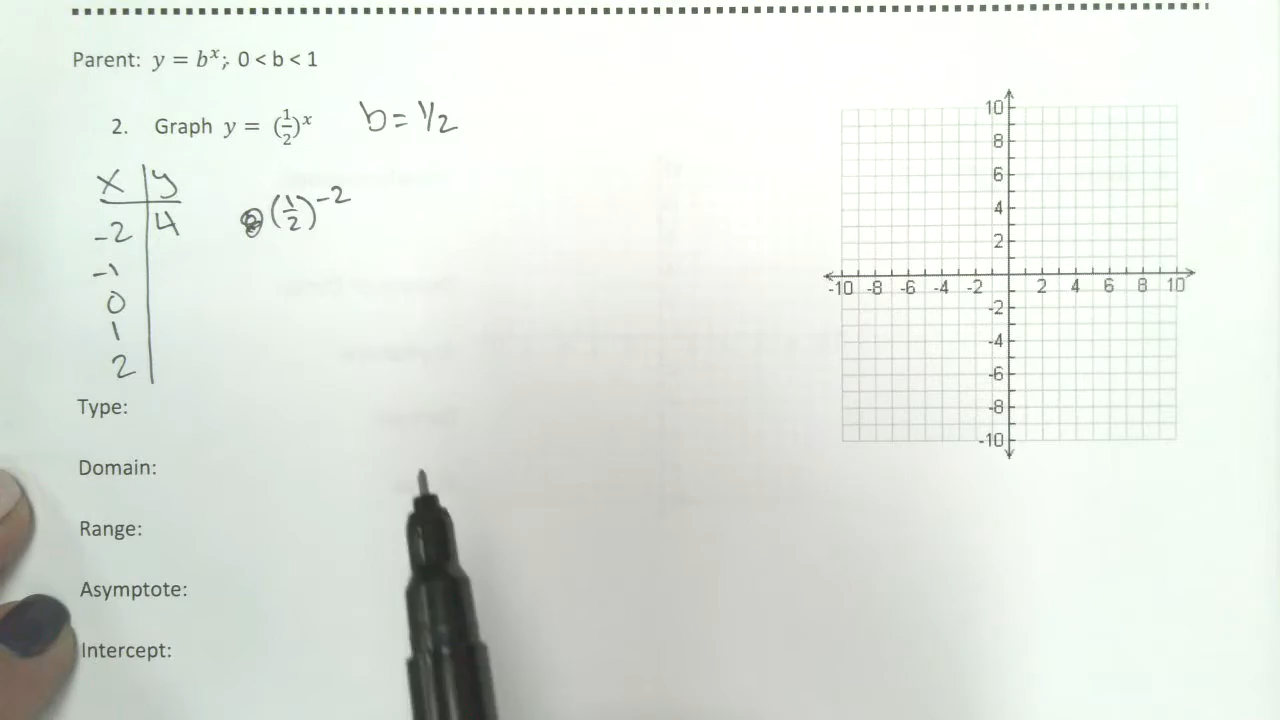 Parent: y = bˣ; 0 < b < 1
2. Graph y = (1/2)ˣ b = 1/2
x y
-2 4 (1/2)⁻²
-1
0
1
2
Type:
Domain:
Range:
Asymptote:
Intercept:
10
8
6
4
2
-10 -8 -6 -4 -2 2 4 6 8 10
-2
-4
-6
-8
-10